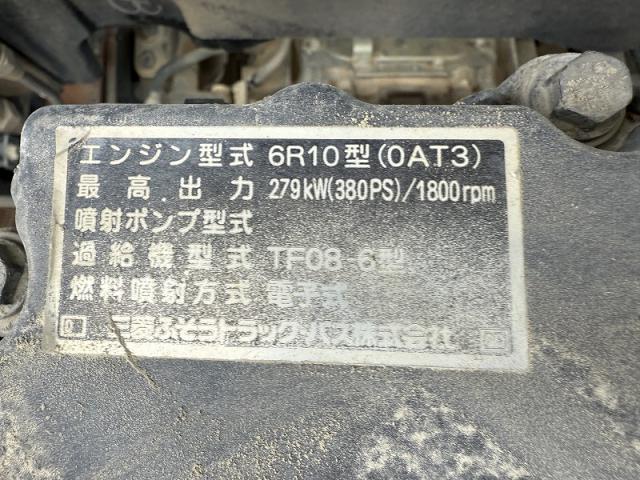 エンジン型式 6R10型(0AT3)
最高出力 279kW(380PS)/1800rpm
噴射ポンプ型式
過給機型式 TF08-6型
燃料噴射方式 電子式
三菱ふそうトラック・バス株式会社